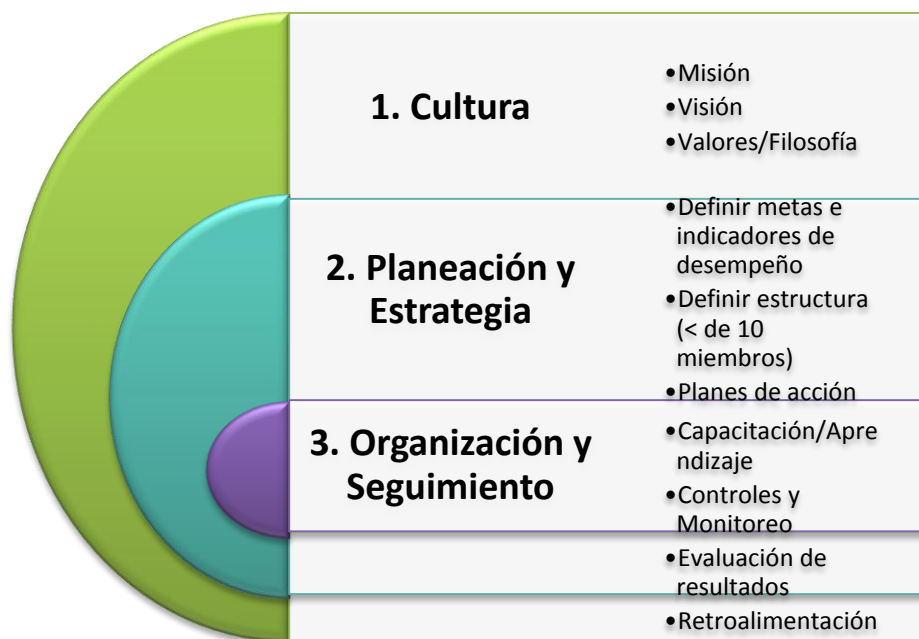 1. Cultura
•Misión
•Visión
•Valores/Filosofía
2. Planeación y
Estrategia
•Definir metas e
indicadores de
desempeño
•Definir estructura
(< de 10
miembros)
•Planes de acción
3. Organización y
Seguimiento
•Capacitación/Apre
ndizaje
•Controles y
Monitoreo
•Evaluación de
resultados
•Retroalimentación